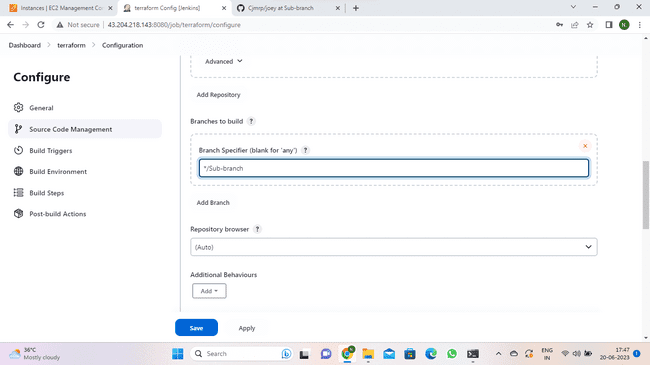 Instances | EC2 Management Co
terraform Config [Jenkins]
Cjmrp/joey at Sub-branch
Not secure
43.204.218.143:8080/job/terraform/configure
N
Dashboard
terraform
Configuration
Configure
General
Source Code Management
Build Triggers
Build Environment
Build Steps
Post-build Actions
Advanced
Add Repository
Branches to build ?
Branch Specifier (blank for 'any') ?
*/Sub-branch
Add Branch
Repository browser ?
(Auto)
Additional Behaviours
Add
Save
Apply
36°C
Mostly cloudy
Search
ENG
IN
17:47
20-06-2023